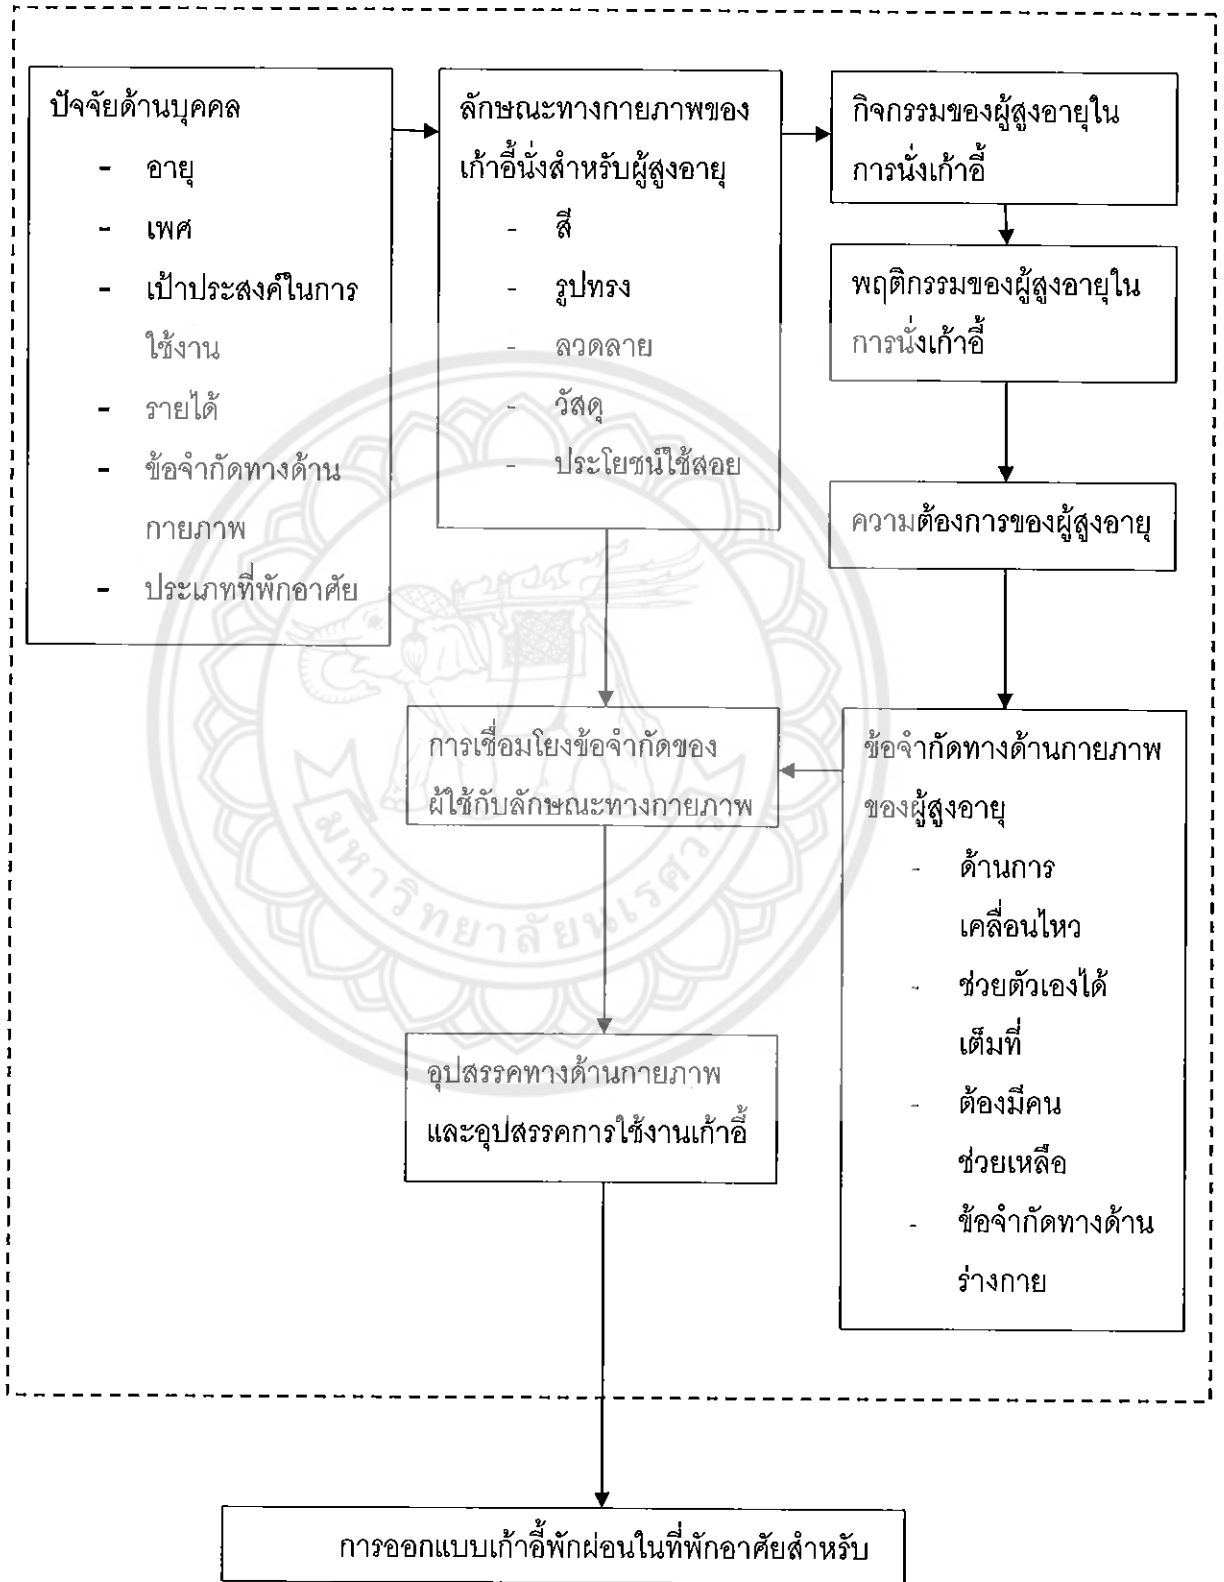 ปัจจัยด้านบุคคล
- อายุ
- เพศ
- เป้าประสงค์ในการ
ใช้งาน
- รายได้
- ข้อจำกัดทางด้าน
กายภาพ
- ประเภทที่พักอาศัย
ลักษณะทางกายภาพของ
เก้าอี้นั่งสำหรับผู้สูงอายุ
- สี
- รูปทรง
- ลวดลาย
- วัสดุ
- ประโยชน์ใช้สอย
กิจกรรมของผู้สูงอายุใน
การนั่งเก้าอี้
พฤติกรรมของผู้สูงอายุใน
การนั่งเก้าอี้
ความต้องการของผู้สูงอายุ
ข้อจำกัดทางด้านกายภาพ
ของผู้สูงอายุ
- ด้านการ
เคลื่อนไหว
- ช่วยตัวเองได้
เต็มที่
- ต้องมีคน
ช่วยเหลือ
- ข้อจำกัดทางด้าน
ร่างกาย
การเชื่อมโยงข้อจำกัดของ
ผู้ใช้กับลักษณะทางกายภาพ
มหาวิทยาลัยนเรศวร
อุปสรรคทางด้านกายภาพ
และอุปสรรคการใช้งานเก้าอี้
การออกแบบเก้าอี้พักผ่อนในที่พักอาศัยสำหรับ